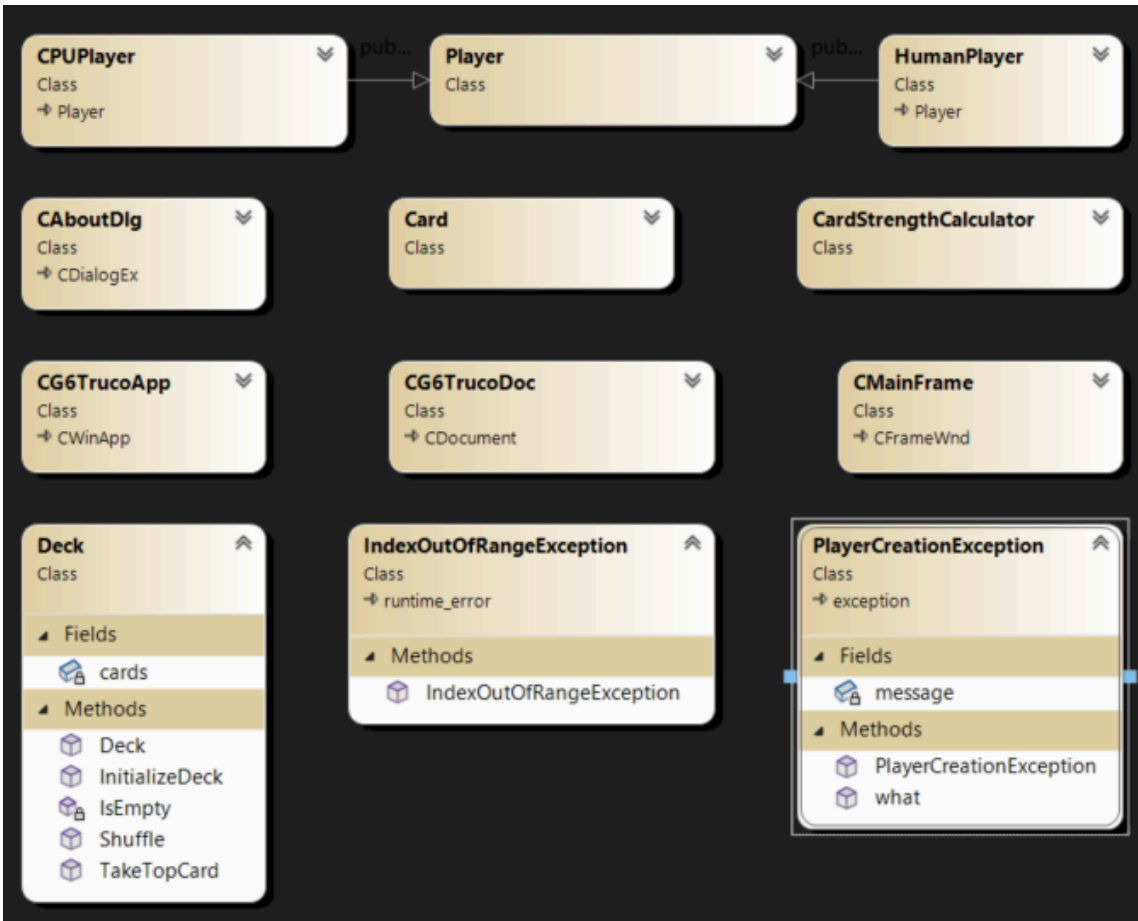 CPUPlayer
Class
Player
pub...
Player
Class
pub...
HumanPlayer
Class
Player
CAboutDlg
Class
CDialogEx
Card
Class
CardStrengthCalculator
Class
CG6TrucoApp
Class
CWinApp
CG6TrucoDoc
Class
CDocument
CMainFrame
Class
CFrameWnd
Deck
Class
Fields
cards
Methods
Deck
InitializeDeck
IsEmpty
Shuffle
TakeTopCard
IndexOutOfRangeException
Class
runtime_error
Methods
IndexOutOfRangeException
PlayerCreationException
Class
exception
Fields
message
Methods
PlayerCreationException
what